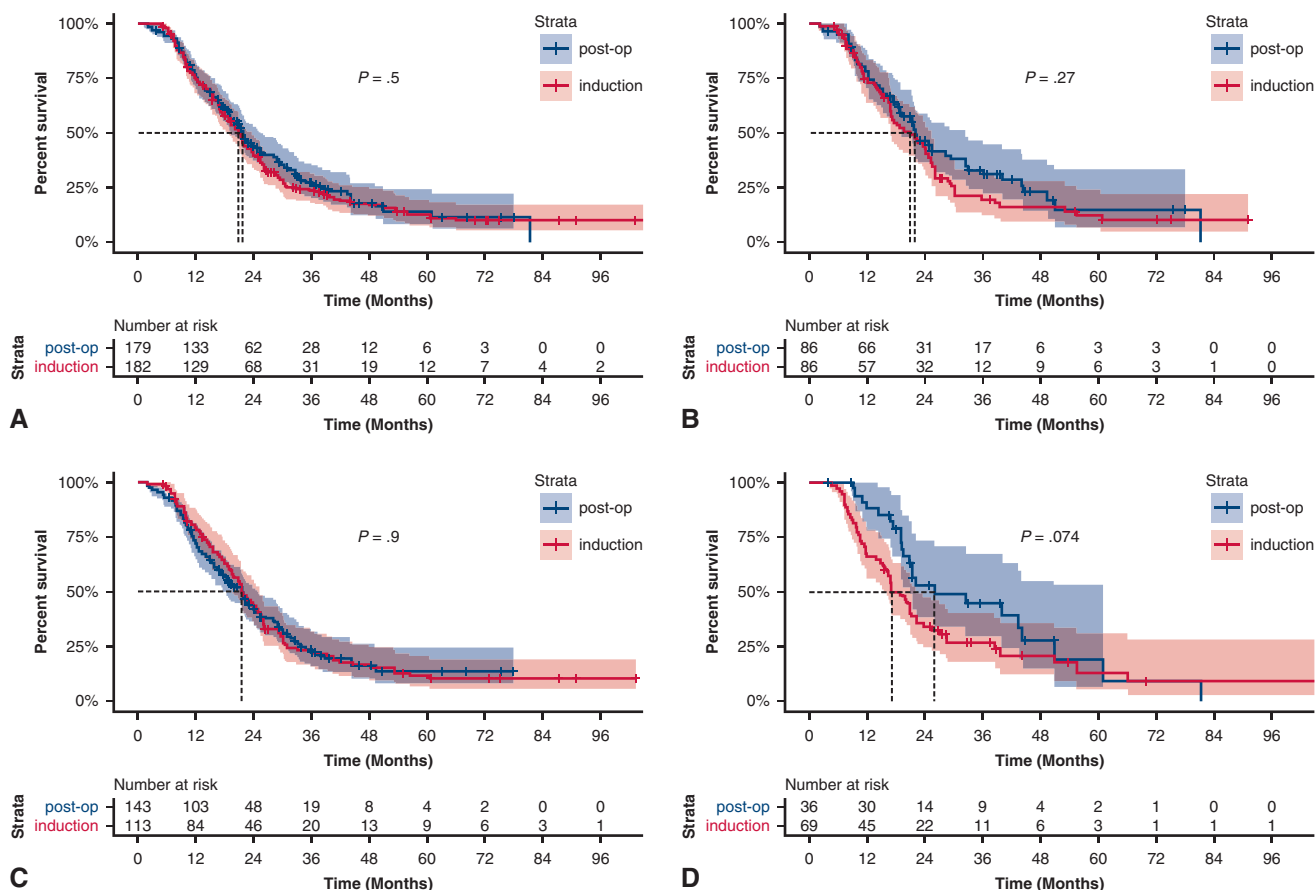 100%
75%
50%
25%
0%
Percent survival
P = .5
Strata
post-op
induction
0 12 24 36 48 60 72 84 96
Time (Months)
Number at risk
Strata
post-op 179 133 62 28 12 6 3 0 0
induction 182 129 68 31 19 12 7 4 2
0 12 24 36 48 60 72 84 96
Time (Months)
A
100%
75%
50%
25%
0%
Percent survival
P = .27
Strata
post-op
induction
0 12 24 36 48 60 72 84 96
Time (Months)
Number at risk
Strata
post-op 86 66 31 17 6 3 3 0 0
induction 86 57 32 12 9 6 3 1 0
0 12 24 36 48 60 72 84 96
Time (Months)
B
100%
75%
50%
25%
0%
Percent survival
P = .9
Strata
post-op
induction
0 12 24 36 48 60 72 84 96
Time (Months)
Number at risk
Strata
post-op 143 103 48 19 8 4 2 0 0
induction 113 84 46 20 13 9 6 3 1
0 12 24 36 48 60 72 84 96
Time (Months)
C
100%
75%
50%
25%
0%
Percent survival
P = .074
Strata
post-op
induction
0 12 24 36 48 60 72 84 96
Time (Months)
Number at risk
Strata
post-op 36 30 14 9 4 2 1 0 0
induction 69 45 22 11 6 3 1 1 1
0 12 24 36 48 60 72 84 96
Time (Months)
D